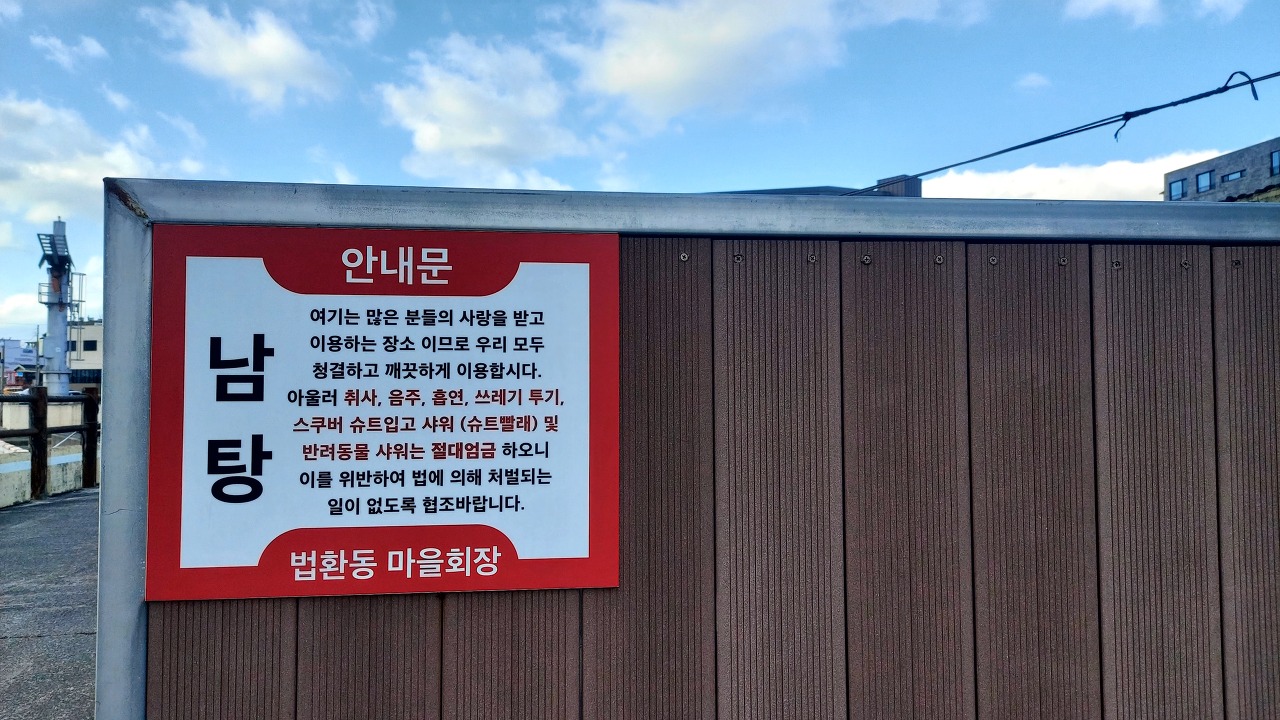 안내문
남탕
여기는 많은 분들의 사랑을 받고
이용하는 장소 이므로 우리 모두
청결하고 깨끗하게 이용합시다.
아울러 취사, 음주, 흡연, 쓰레기 투기,
스쿠버 슈트입고 샤워 (슈트빨래) 및
반려동물 샤워는 절대엄금 하오니
이를 위반하여 법에 의해 처벌되는
일이 없도록 협조바랍니다.
법환동 마을회장